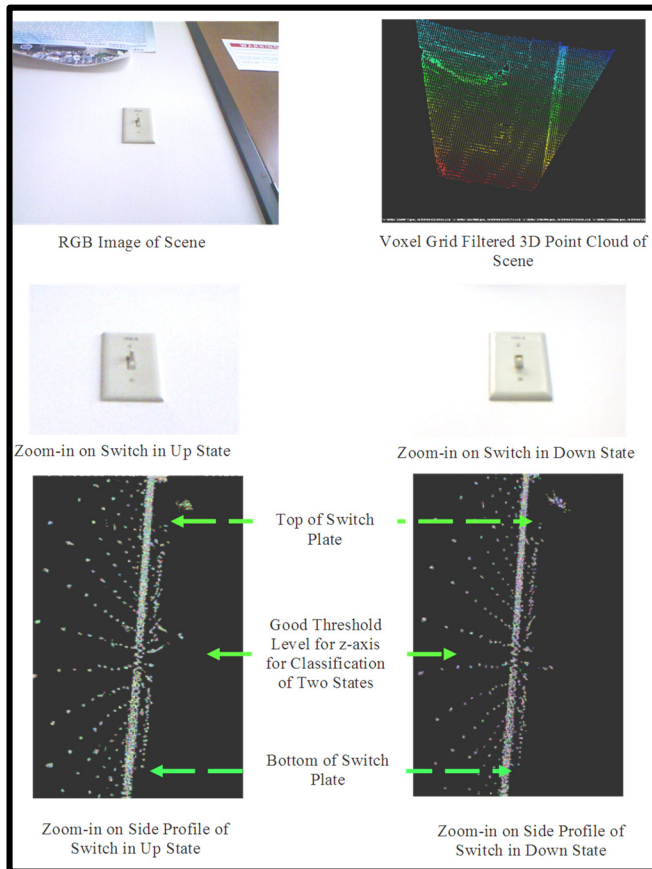 WARNING
RGB Image of Scene
Voxel Grid Filtered 3D Point Cloud of
Scene
Zoom-in on Switch in Up State
Zoom-in on Switch in Down State
Top of Switch
Plate
Good Threshold
Level for z-axis
for Classification
of Two States
Bottom of Switch
Plate
Zoom-in on Side Profile of
Switch in Up State
Zoom-in on Side Profile of
Switch in Down State